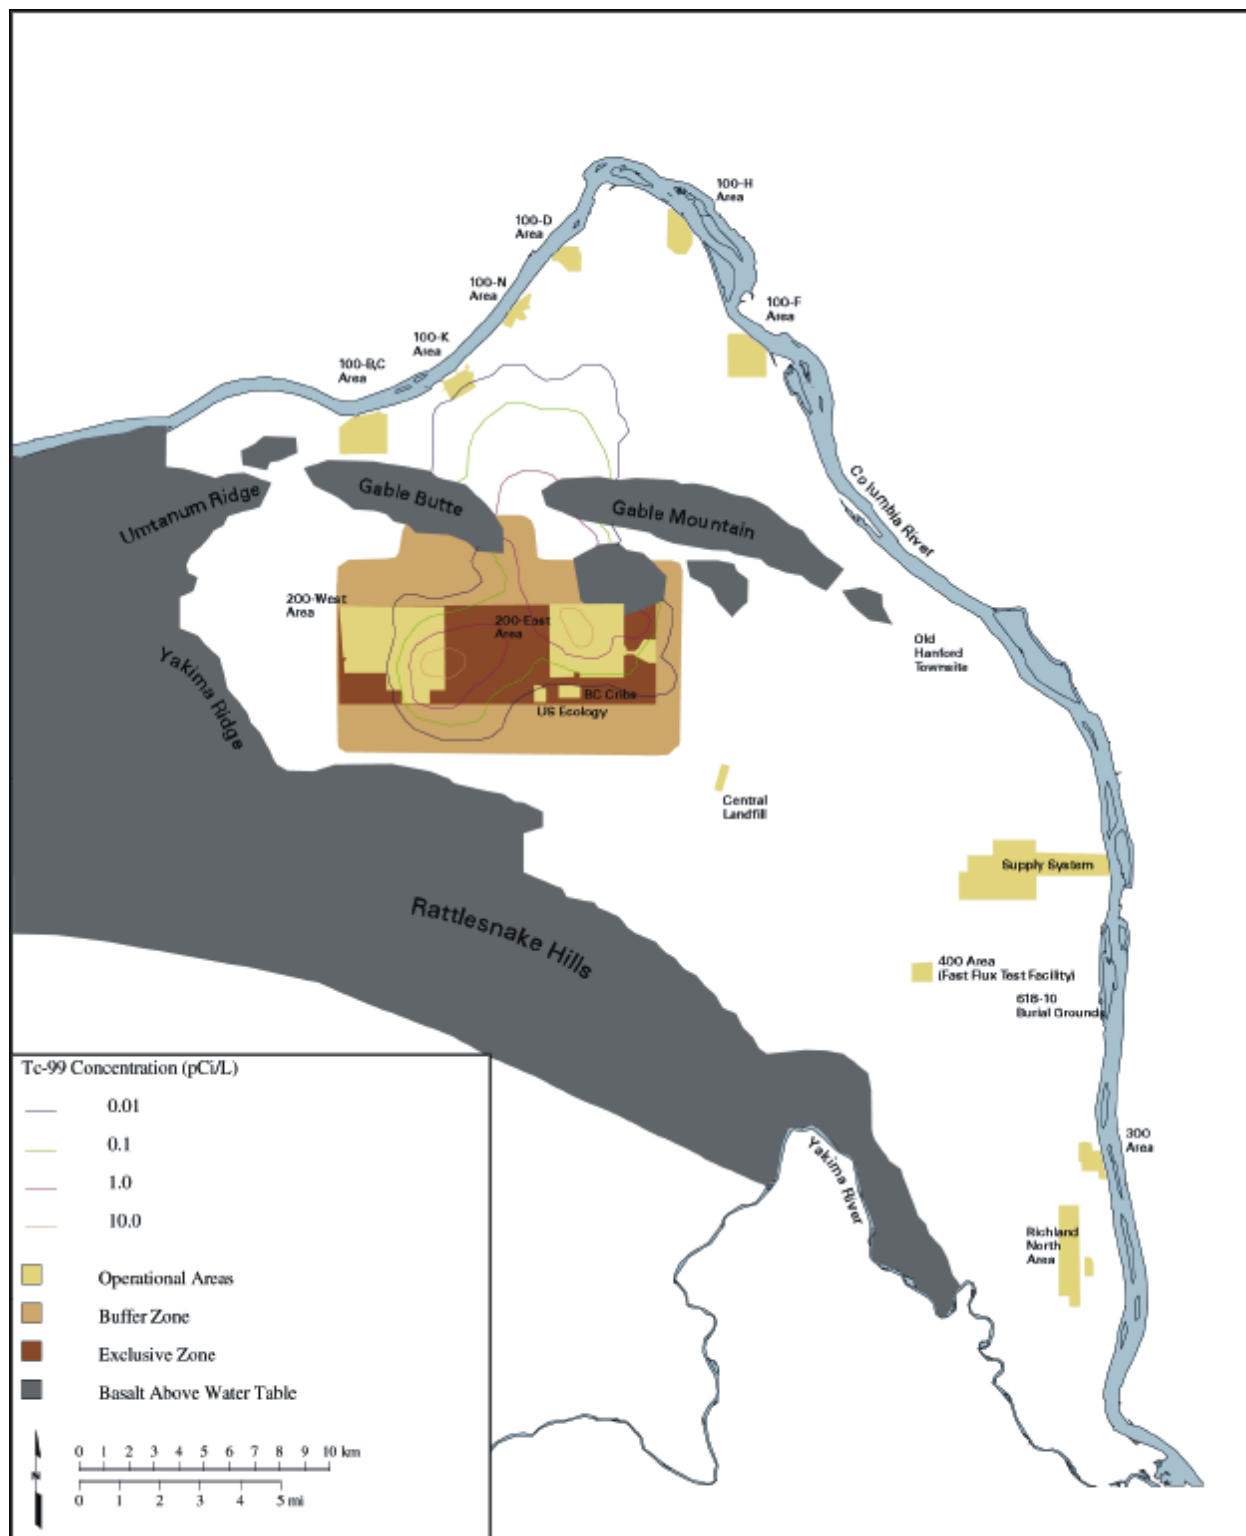 100-H
Area
100-D
Area
100-N
Area
100-F
Area
100-K
Area
100-B,C
Area
Columbia River
Umtanum Ridge
Gable Butte
Gable Mountain
200-West
Area
200-East
Area
Old
Hanford
Townsite
Yakima Ridge
BC Cribs
US Ecology
Central
Landfill
Supply System
Rattlesnake Hills
400 Area
(Fast Flux Test Facility)
618-10
Burial Grounds
300
Area
Yakima River
Richland
North
Area
Tc-99 Concentration (pCi/L)
0.01
0.1
1.0
10.0
Operational Areas
Buffer Zone
Exclusive Zone
Basalt Above Water Table
N
0 1 2 3 4 5 6 7 8 9 10 km
0 1 2 3 4 5 mi